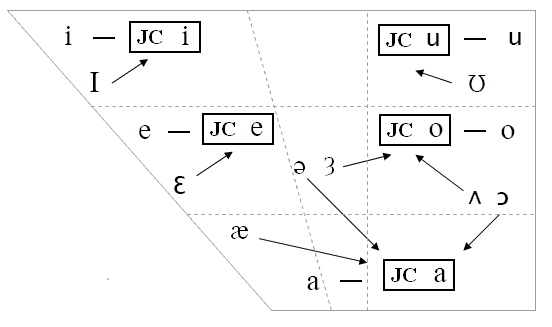 i — JC i JC u — u
I ʊ
e — JC e JC o — o
ə ȝ
ɛ ʌ ɔ
æ
a — JC a